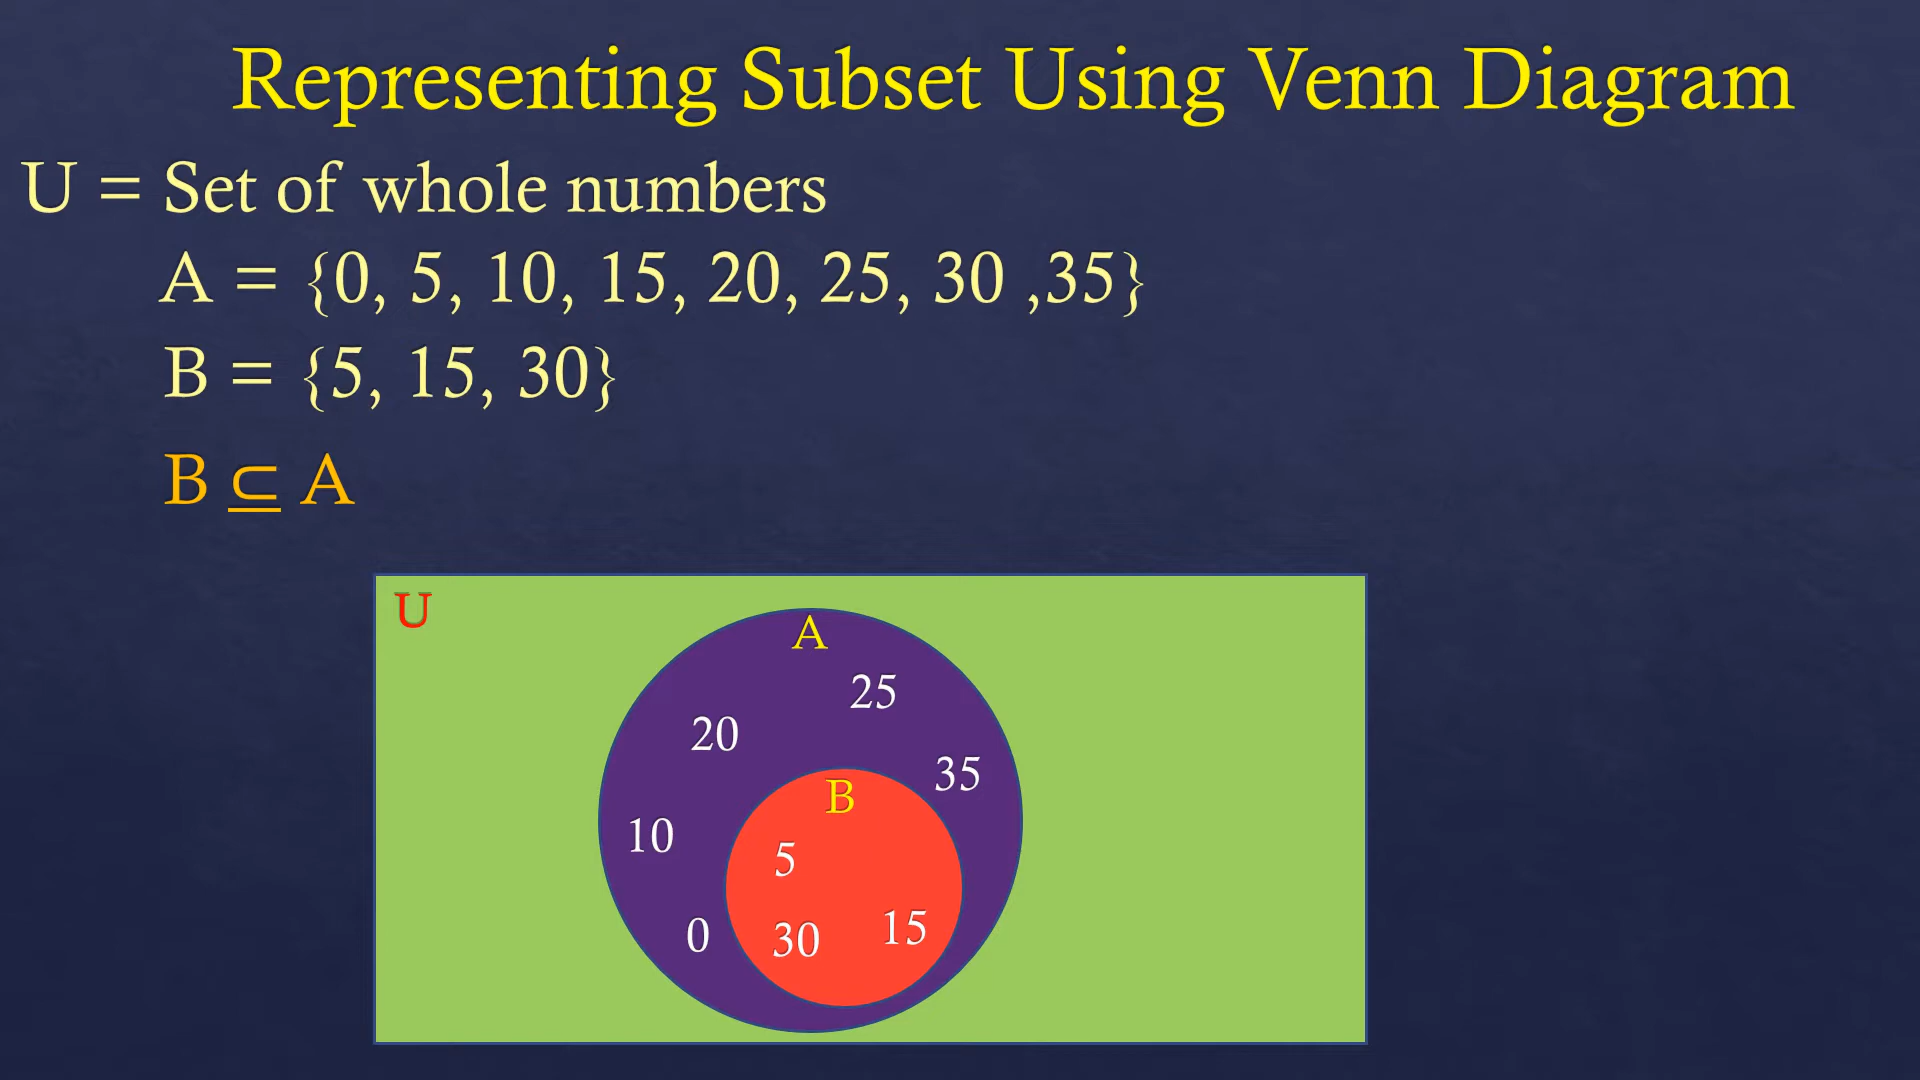 Representing Subset Using Venn Diagram
U = Set of whole numbers
A = {0, 5, 10, 15, 20, 25, 30 ,35}
B = {5, 15, 30}
B ⊆ A
U
A
25
20
35
B
10
5
15
0
30